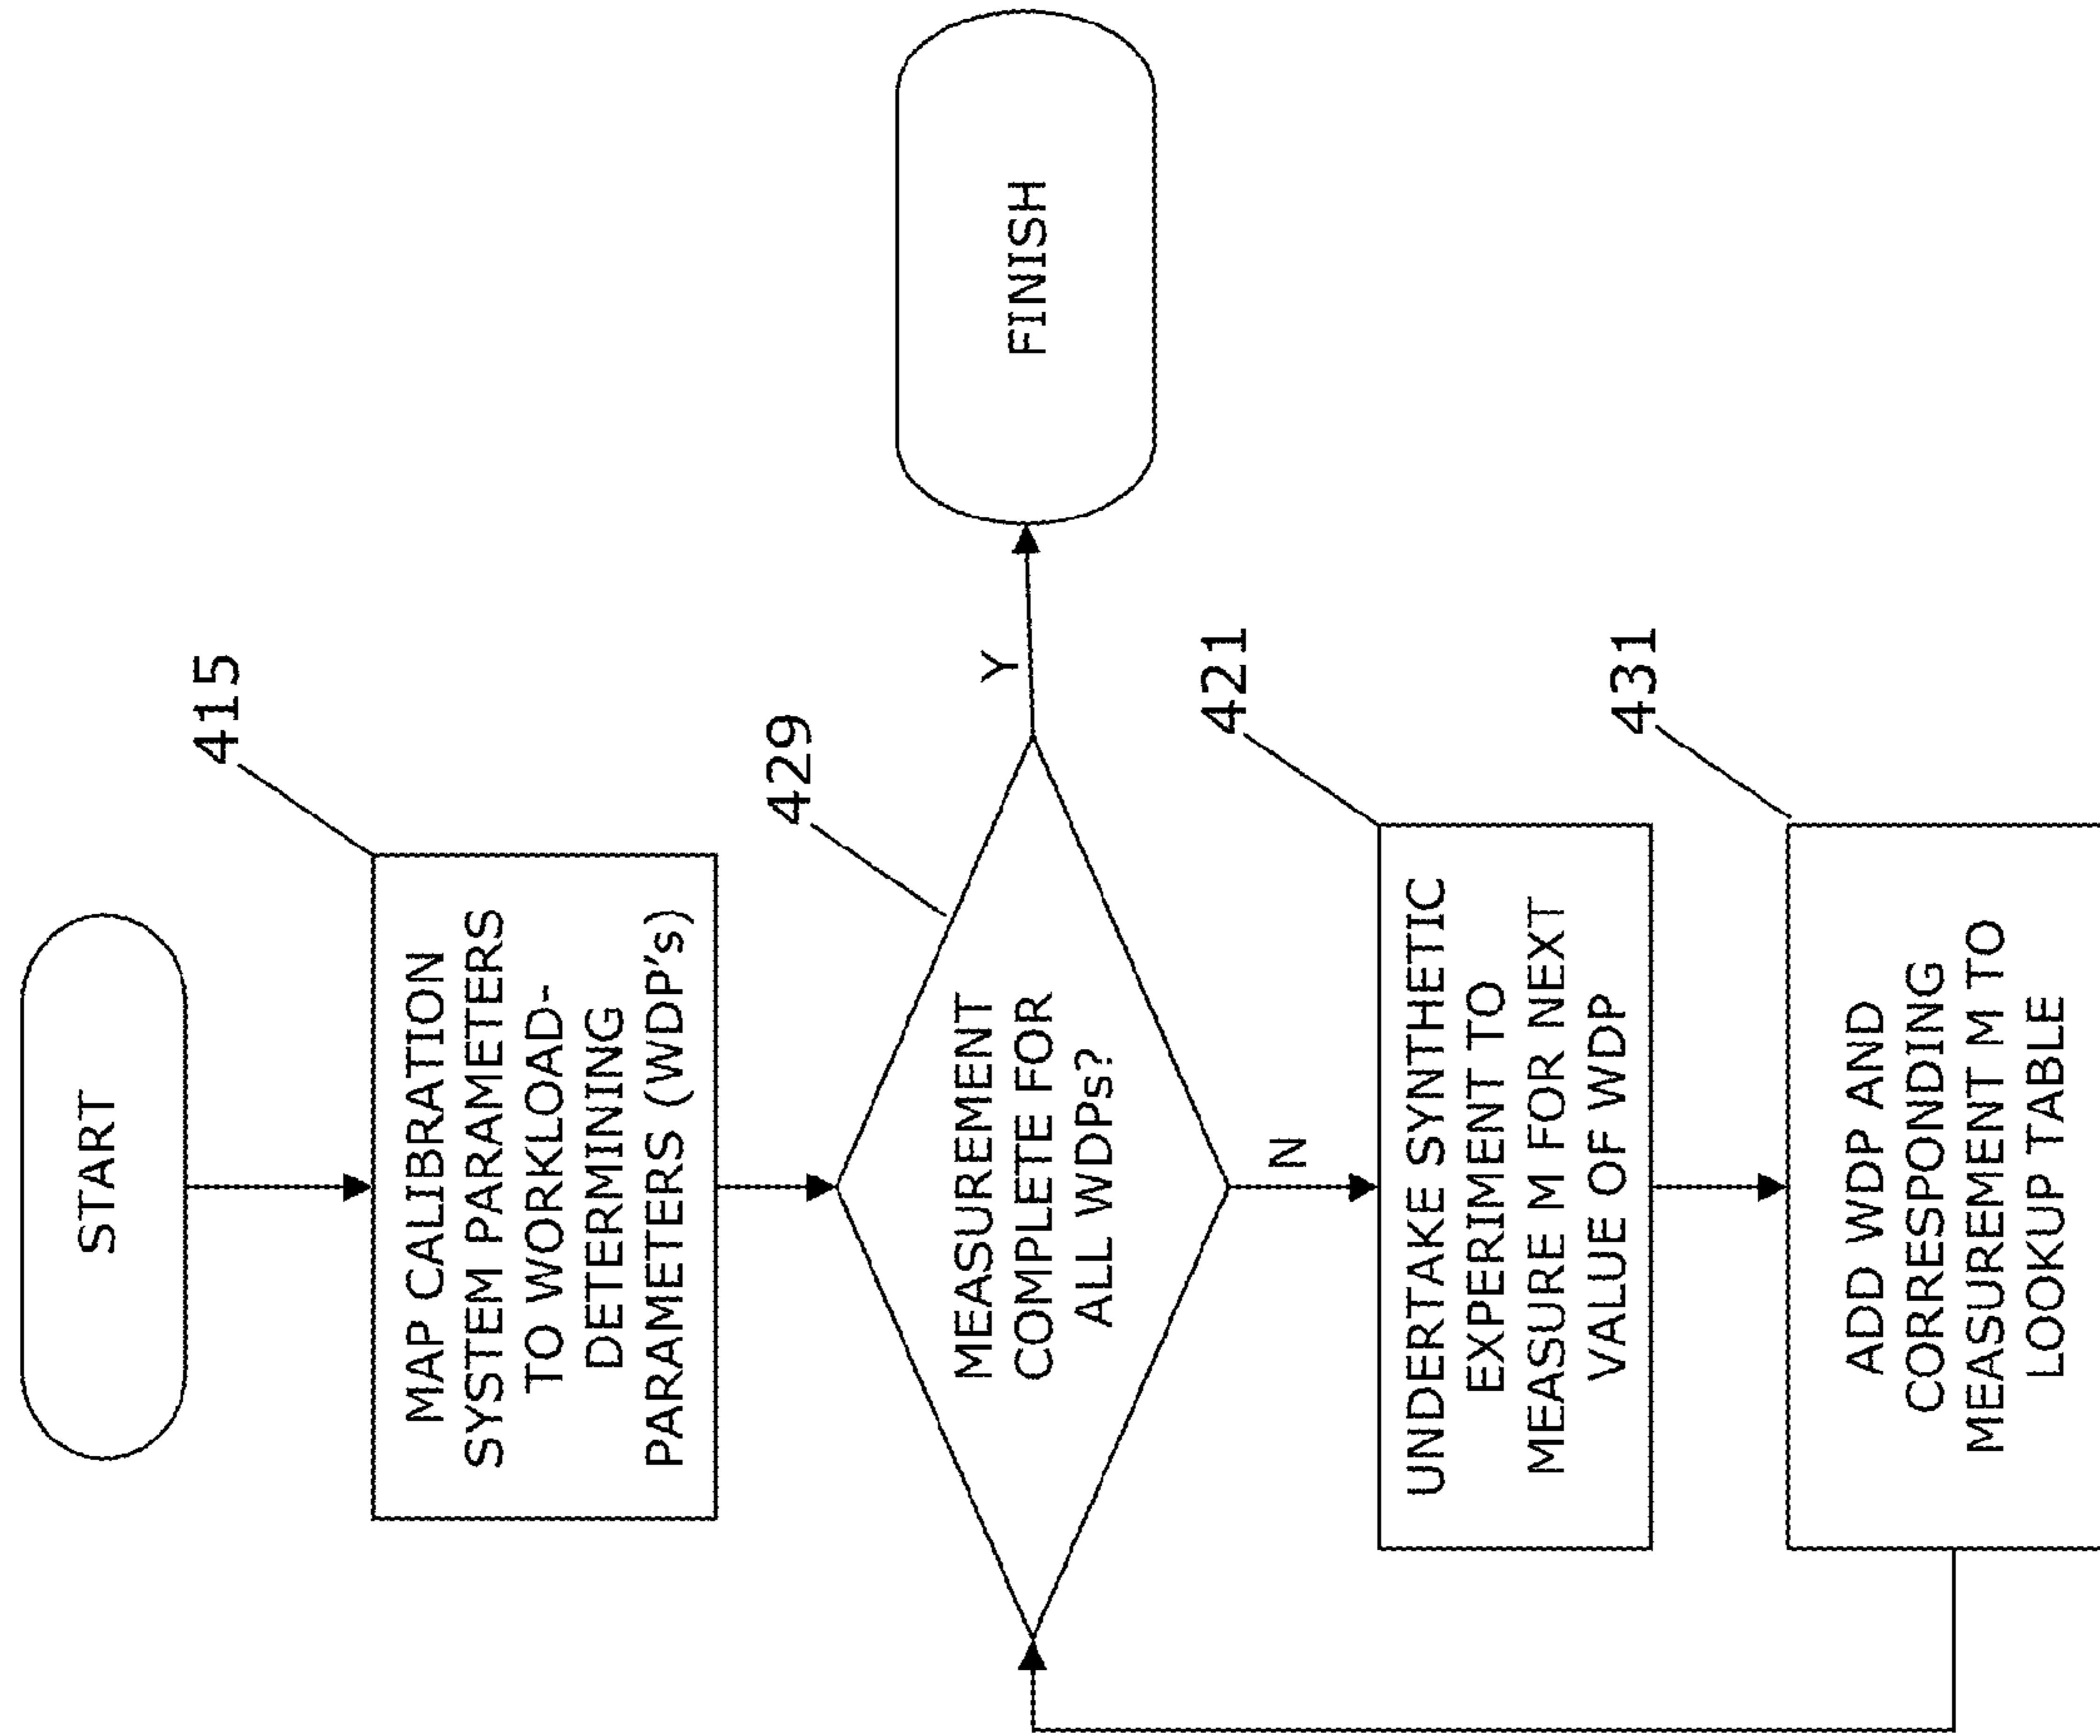 START
415
MAP CALIBRATION
SYSTEM PARAMETERS
TO WORKLOAD-
DETERMINING
PARAMETERS (WDP's)
429
MEASUREMENT
COMPLETE FOR
ALL WDPs?
Y
FINISH
N
421
UNDERTAKE SYNTHETIC
EXPERIMENT TO
MEASURE M FOR NEXT
VALUE OF WDP
431
ADD WDP AND
CORRESPONDING
MEASUREMENT M TO
LOOKUP TABLE